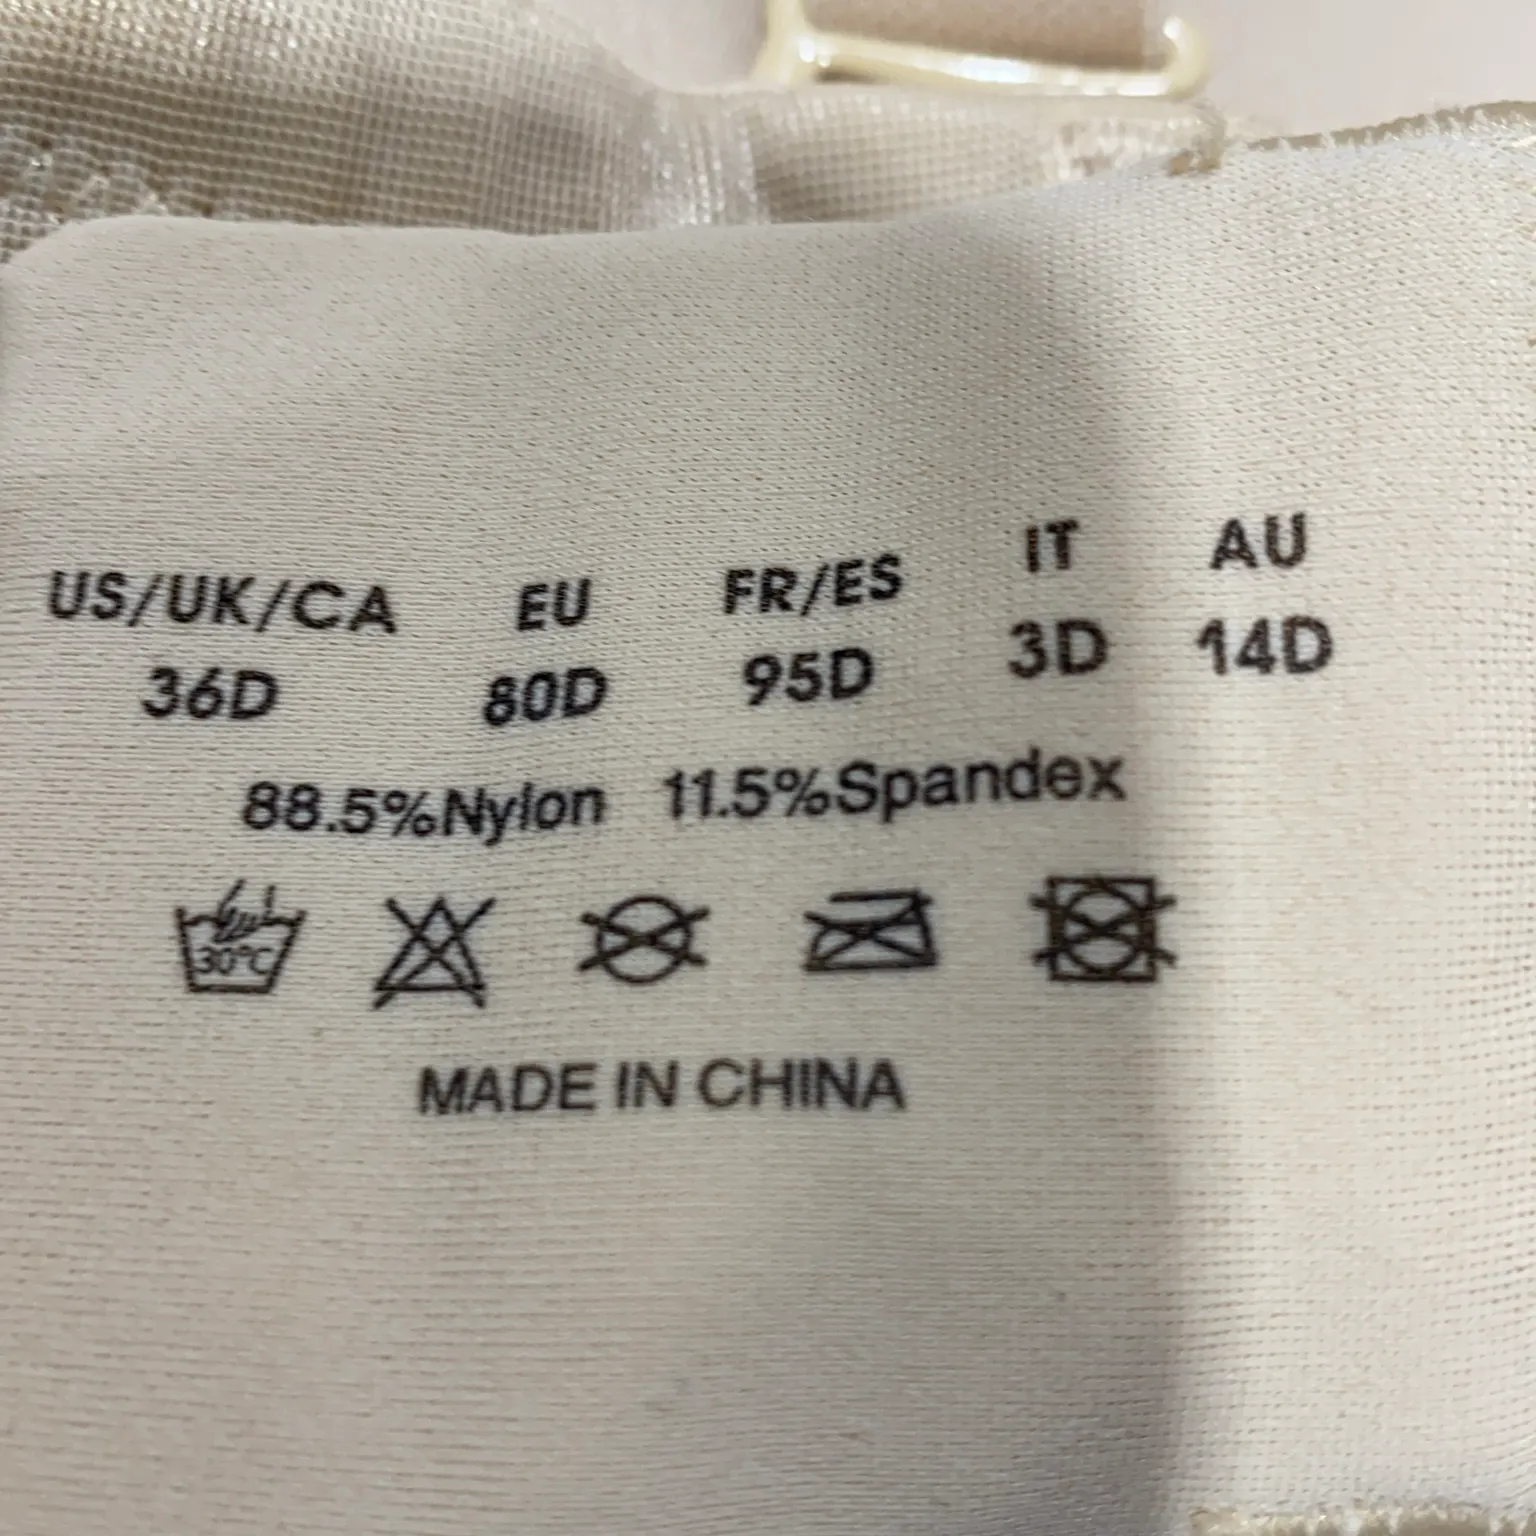 US/UK/CA EU FR/ES IT AU
36D 80D 95D 3D 14D
88.5%Nylon 11.5%Spandex
30°C
MADE IN CHINA